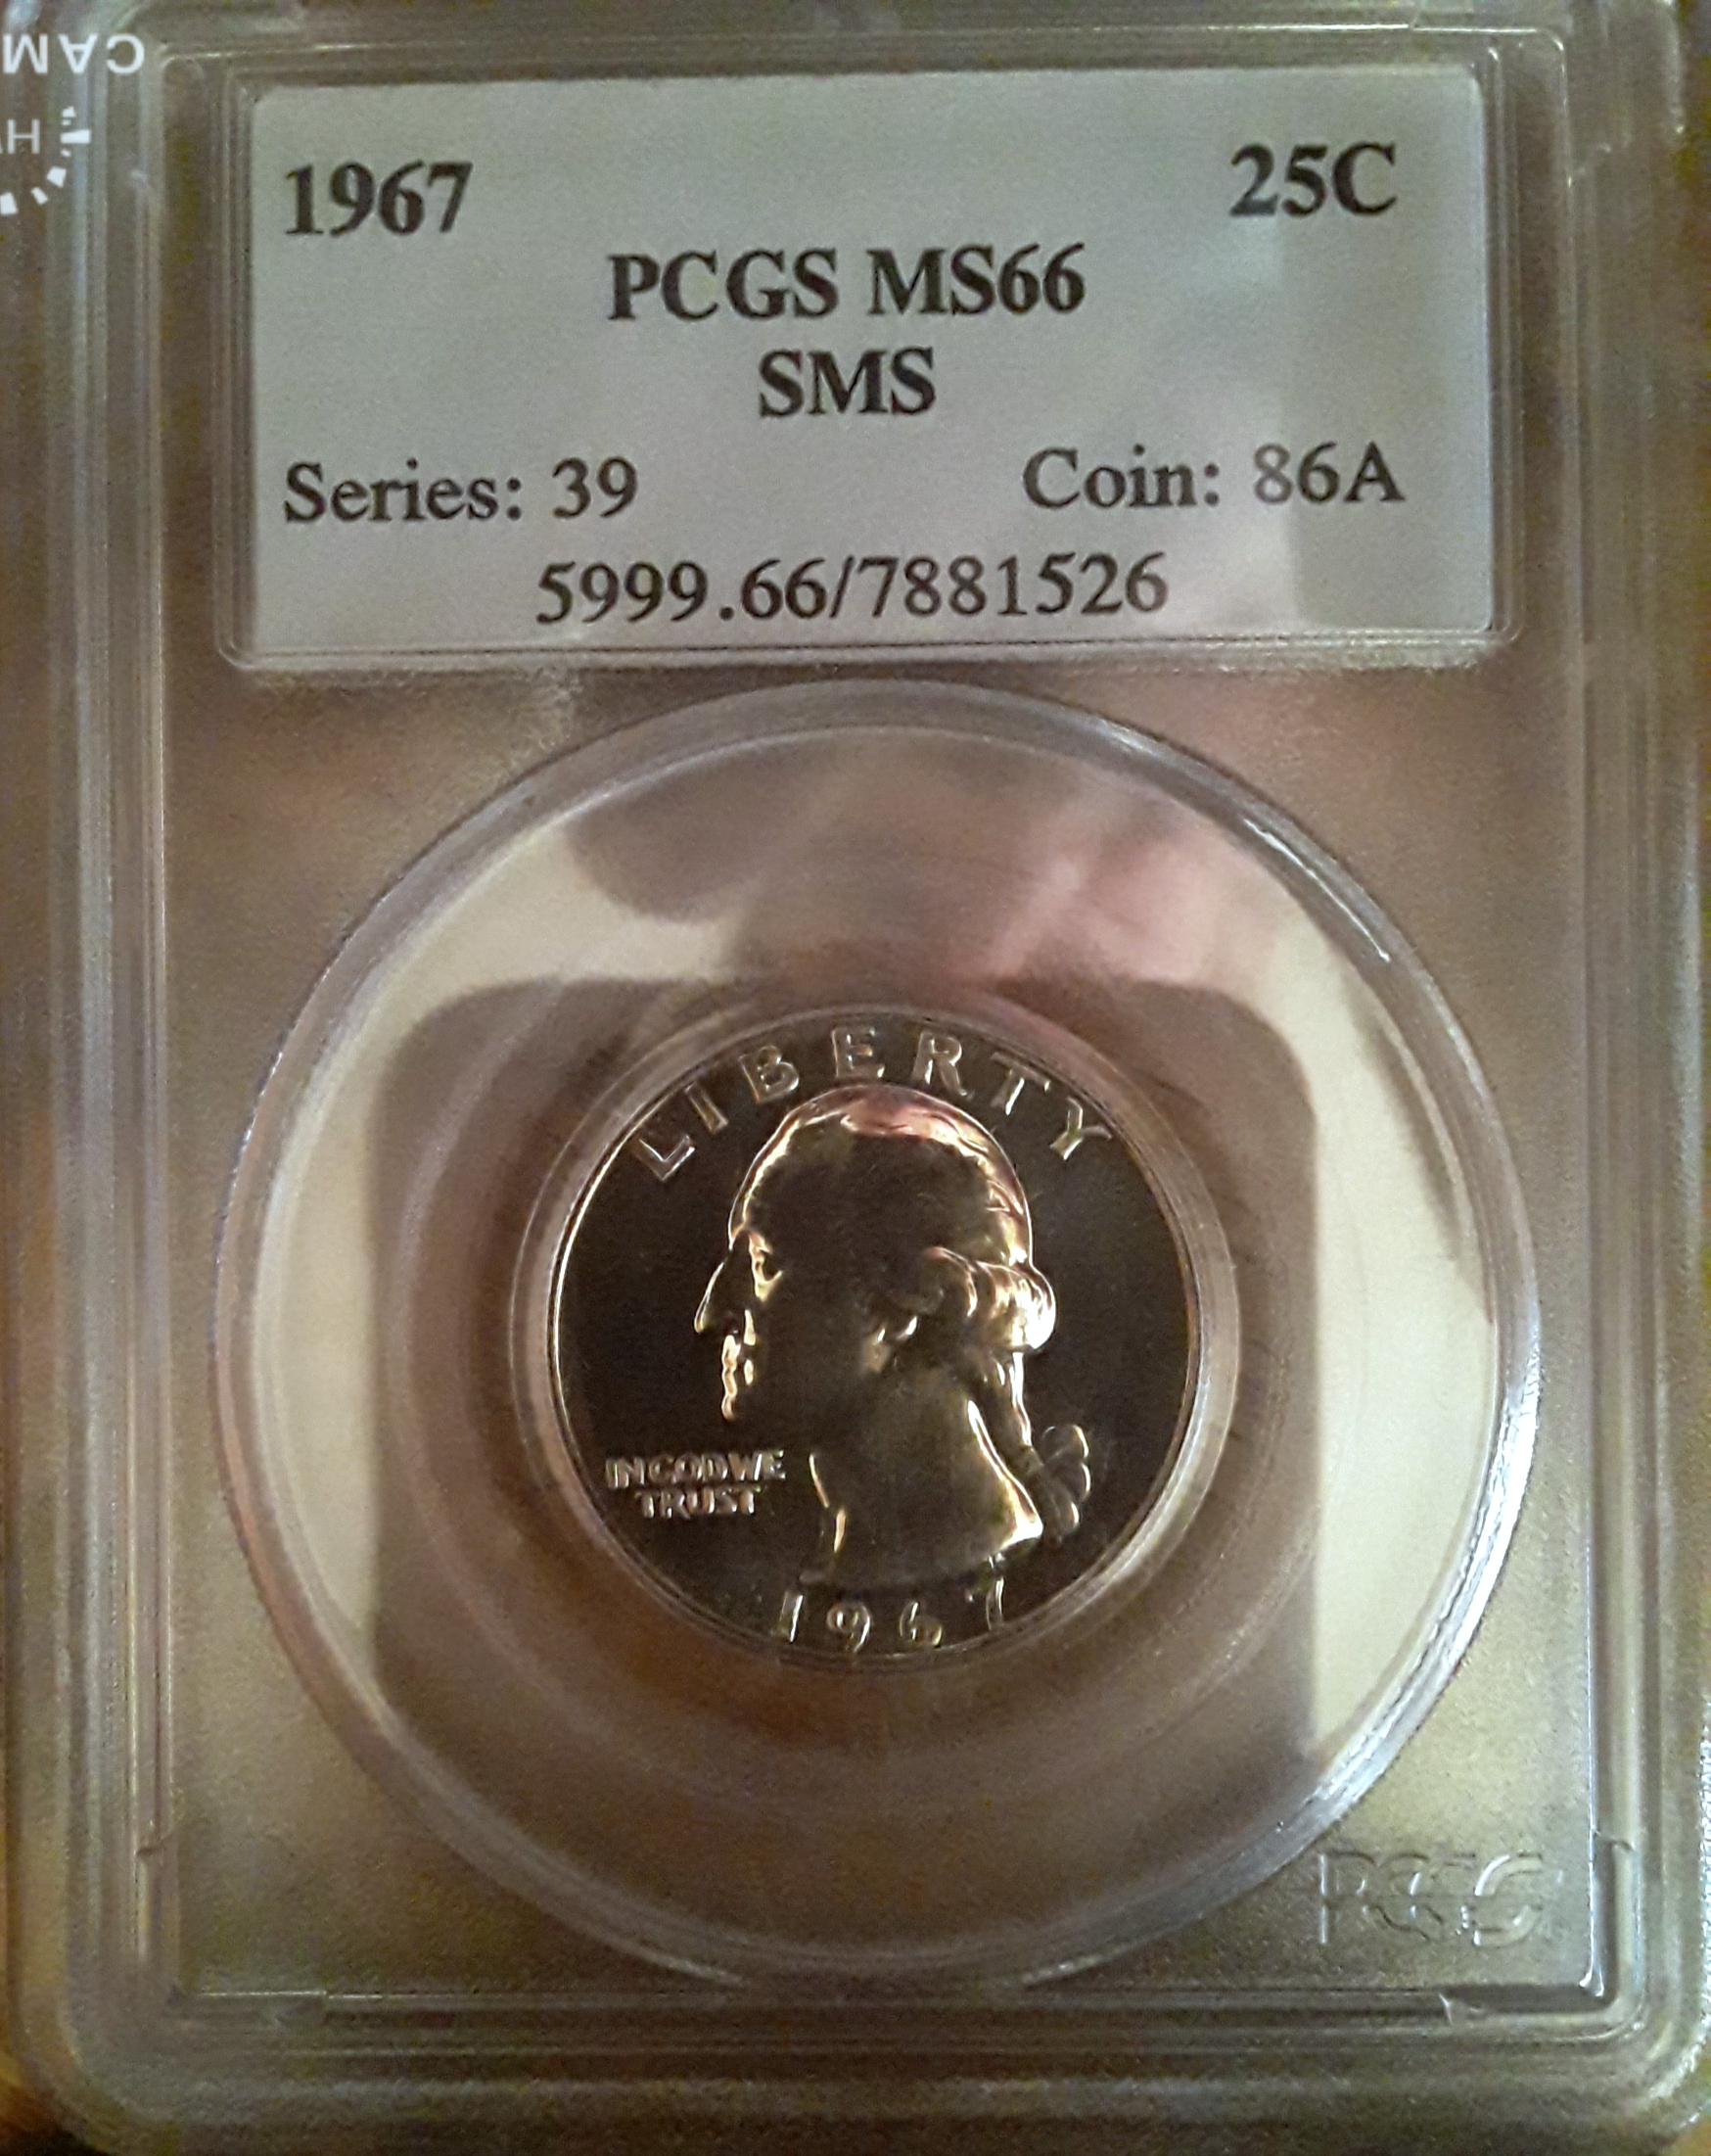 CAM
H
1967 25C
PCGS MS66
SMS
Series: 39 Coin: 86A
5999.66/7881526
LIBERTY
IN GOD WE
TRUST
1967
PCGS